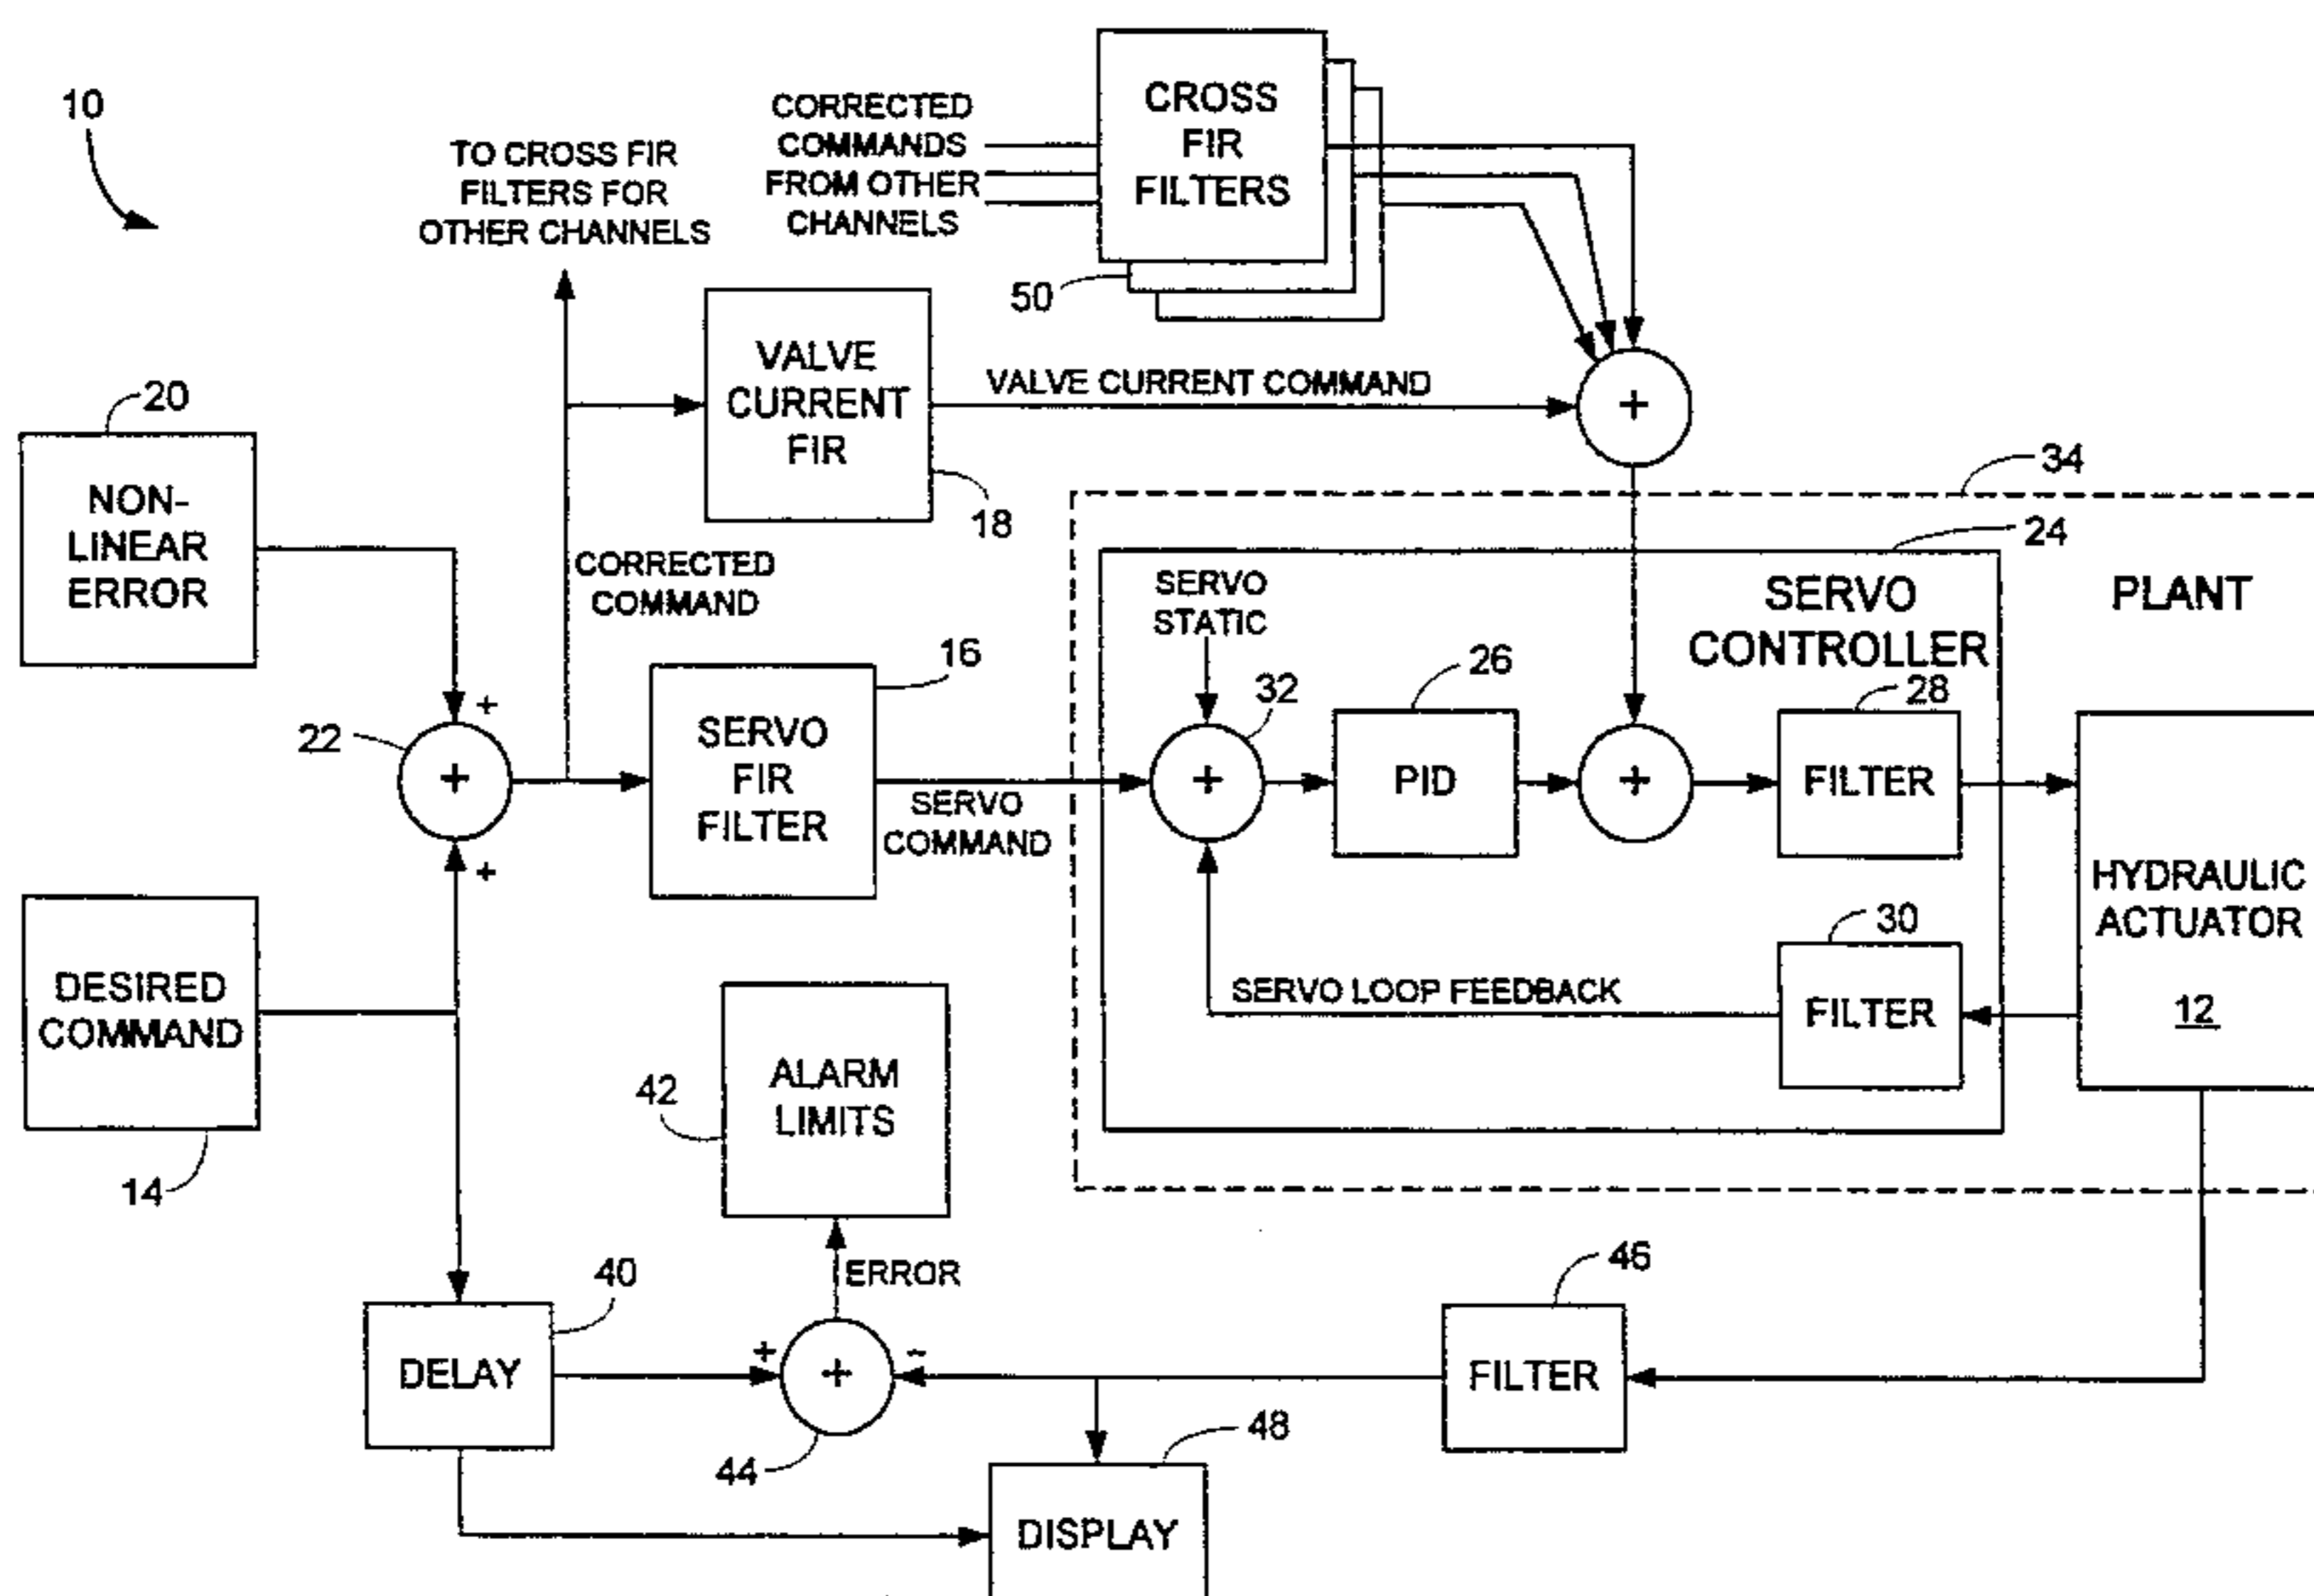 10
TO CROSS FIR
FILTERS FOR
OTHER CHANNELS
CORRECTED
COMMANDS
FROM OTHER
CHANNELS
CROSS
FIR
FILTERS
50
VALVE
CURRENT
FIR
18
VALVE CURRENT COMMAND
+
20
NON-
LINEAR
ERROR
CORRECTED
COMMAND
34
24
SERVO
CONTROLLER
PLANT
SERVO
STATIC
22
+
+
+
SERVO
FIR
FILTER
16
SERVO
COMMAND
32
+
26
PID
+
28
FILTER
HYDRAULIC
ACTUATOR
12
30
FILTER
SERVO LOOP FEEDBACK
DESIRED
COMMAND
14
42
ALARM
LIMITS
ERROR
40
DELAY
+
+
-
44
46
FILTER
48
DISPLAY